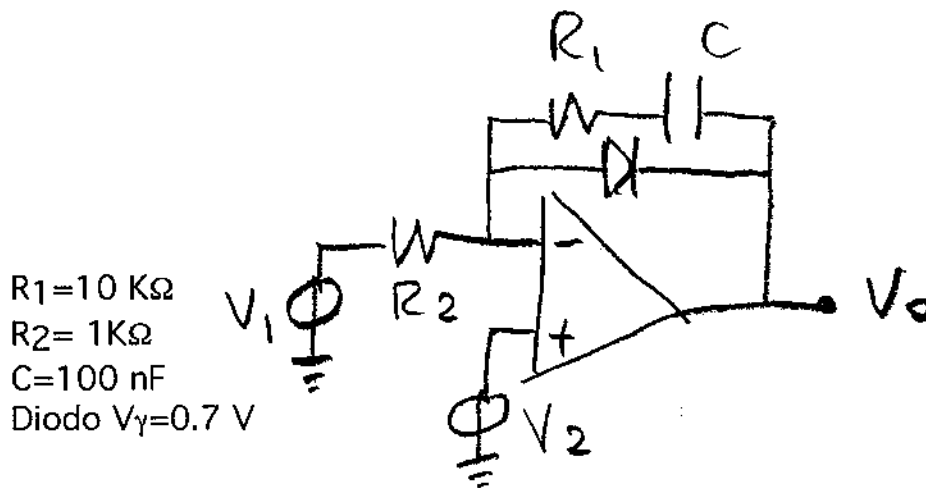 R1 C
R2
V1
V2
Vo
- 
+
R1=10 KΩ
R2= 1KΩ
C=100 nF
Diodo Vγ=0.7 V